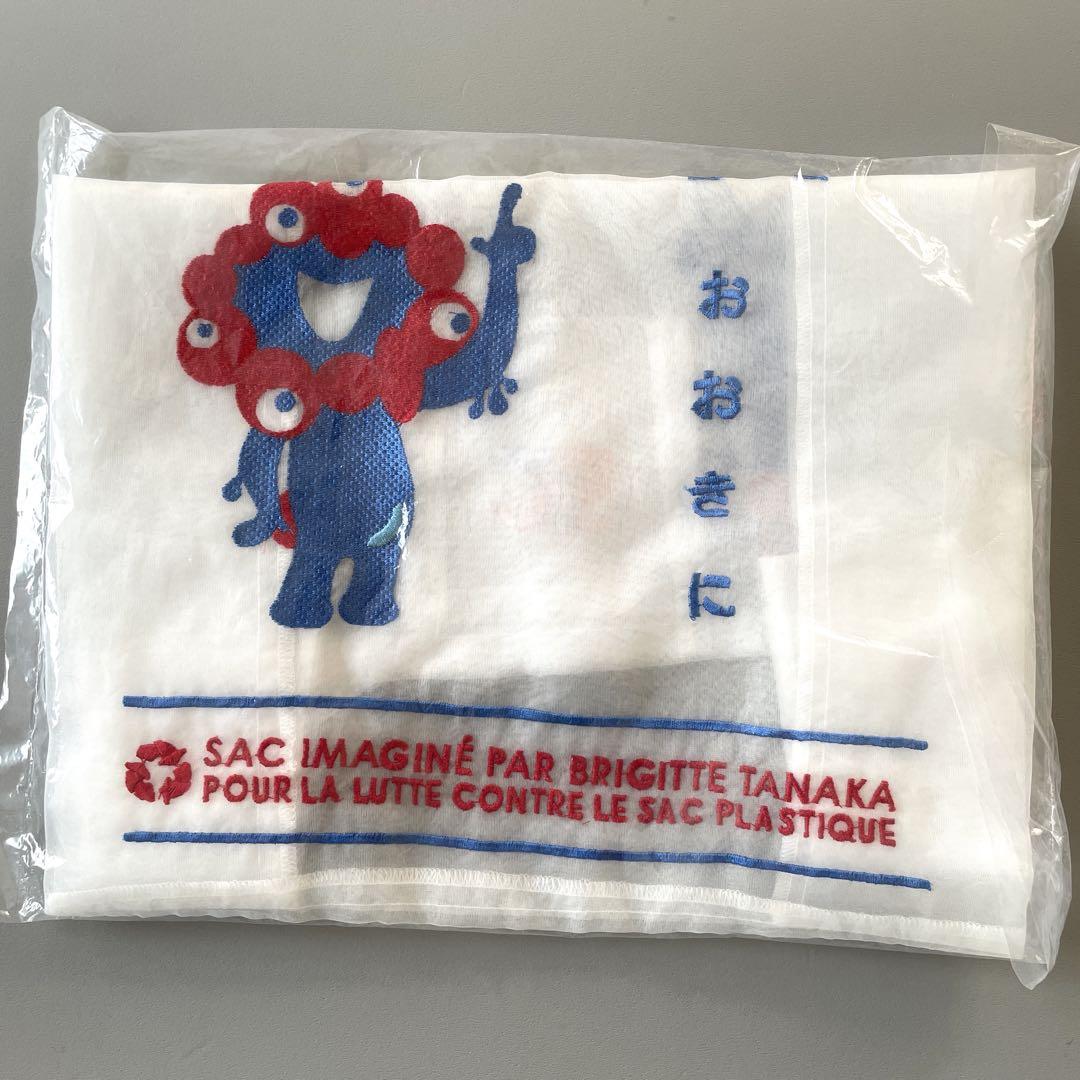 おおきに
SAC IMAGINÉ PAR BRIGITTE TANAKA
POUR LA LUTTE CONTRE LE SAC PLASTIQUE